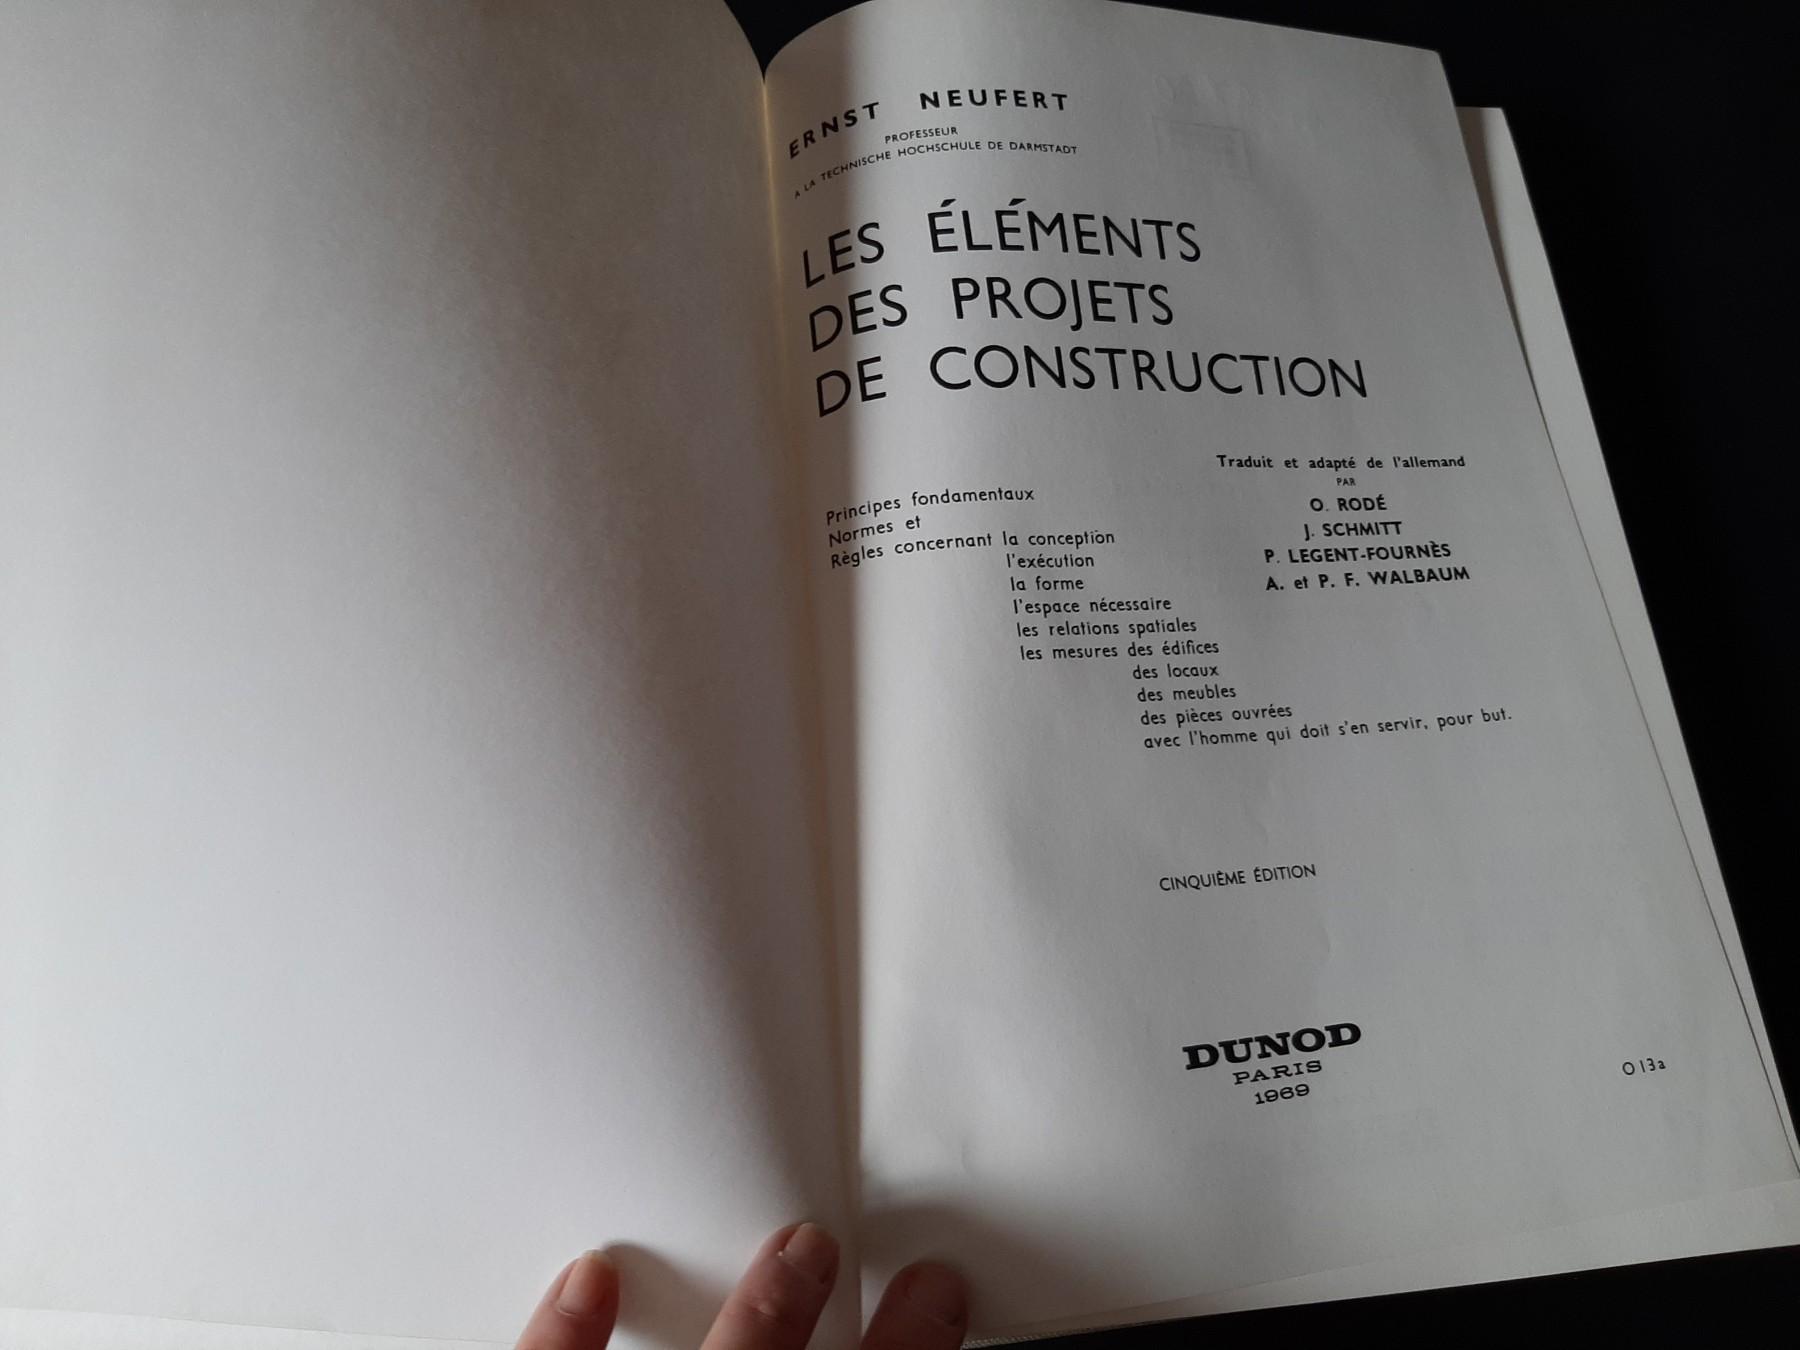 ERNST NEUFERT
PROFESSEUR
A LA TECHNISCHE HOCHSCHULE DE DARMSTADT
LES ÉLÉMENTS
DES PROJETS
DE CONSTRUCTION
Traduit et adapté de l'allemand
PAR
O. RODÉ
J. SCHMITT
P. LEGENT-FOURNÈS
A. et P. F. WALBAUM
Principes fondamentaux
Normes et
Règles concernant la conception
l'exécution
la forme
l'espace nécessaire
les relations spatiales
les mesures des édifices
des locaux
des meubles
des pièces ouvrées
avec l'homme qui doit s'en servir, pour but.
CINQUIÈME ÉDITION
DUNOD
PARIS
1969
O 13a